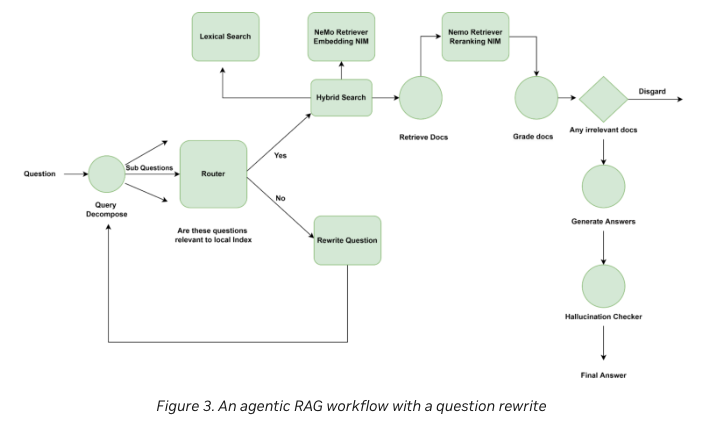 Lexical Search
NeMo Retriever
Embedding NIM
Nemo Retriever
Reranking NIM
Hybrid Search
Retrieve Docs
Grade docs
Any irrelevant docs
Disgard
Question
Sub Questions
Query
Decompose
Router
Are these questions
relevant to local Index
Yes
No
Rewrite Question
Generate Answers
Hallucination Checker
Final Answer
Figure 3. An agentic RAG workflow with a question rewrite